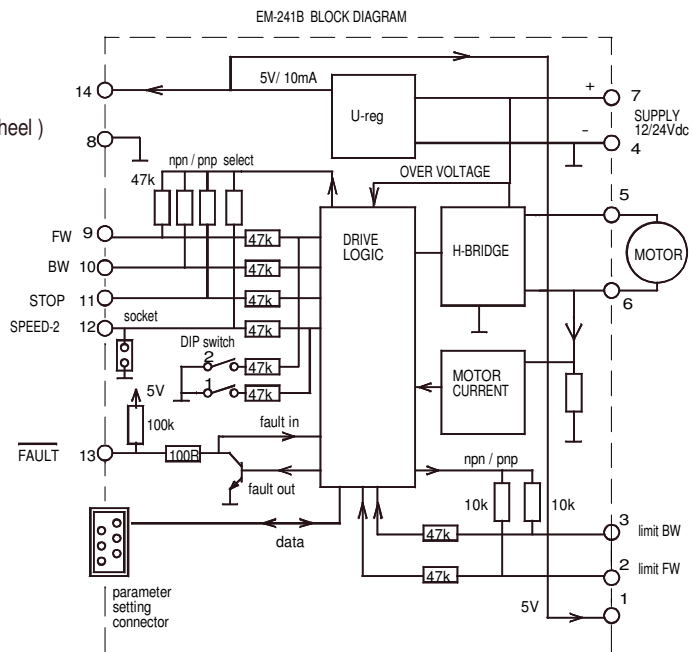 EM-241B BLOCK DIAGRAM
14
5V/ 10mA
U-reg
+
7
SUPPLY
12/24Vdc
heel )
8
-
4
npn / pnp select
47k
OVER VOLTAGE
5
FW 9
47k
DRIVE
LOGIC
H-BRIDGE
MOTOR
BW 10
47k
6
STOP 11
47k
SPEED-2 12
47k
socket
DIP switch
2
47k
1
47k
MOTOR
CURRENT
5V
100k
fault in
FAULT 13
100R
npn / pnp
fault out
10k
10k
data
47k
3
limit BW
47k
2
limit FW
parameter
setting
connector
5V
1